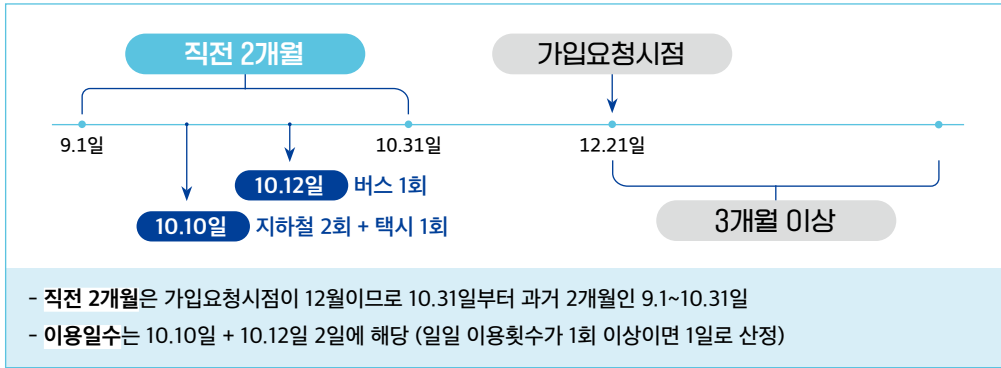 직전 2개월
가입요청시점
9.1일
10.31일
12.21일
10.12일 버스 1회
10.10일 지하철 2회 + 택시 1회
3개월 이상
- 직전 2개월은 가입요청시점이 12월이므로 10.31일부터 과거 2개월인 9.1~10.31일
- 이용일수는 10.10일 + 10.12일 2일에 해당 (일일 이용횟수가 1회 이상이면 1일로 산정)